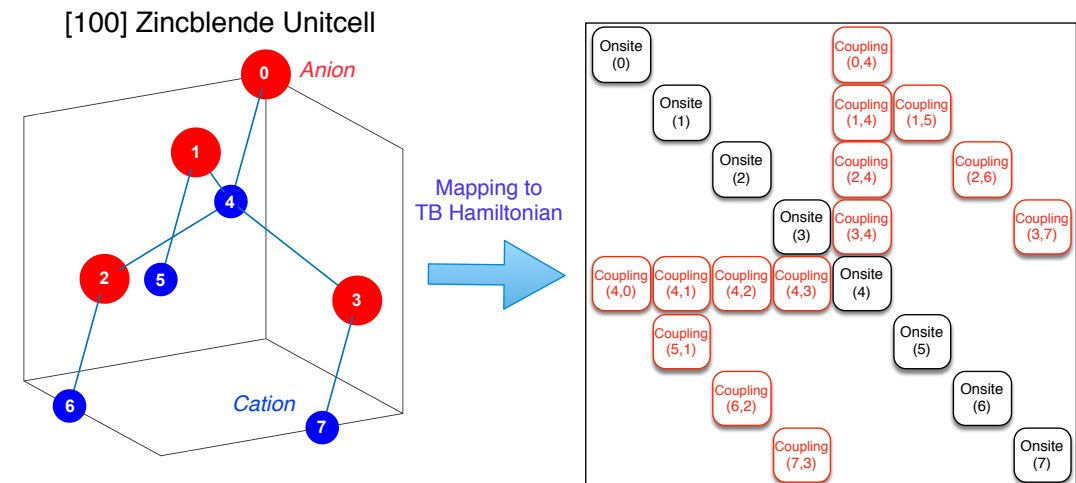 [100] Zincblende Unitcell
0
Anion
1
4
2
5
3
6
Cation
7
Mapping to
TB Hamiltonian
Onsite
(0)
Coupling
(0,4)
Onsite
(1)
Coupling
(1,4)
Coupling
(1,5)
Onsite
(2)
Coupling
(2,4)
Coupling
(2,6)
Onsite
(3)
Coupling
(3,4)
Coupling
(3,7)
Coupling
(4,0)
Coupling
(4,1)
Coupling
(4,2)
Coupling
(4,3)
Onsite
(4)
Coupling
(5,1)
Onsite
(5)
Coupling
(6,2)
Onsite
(6)
Coupling
(7,3)
Onsite
(7)